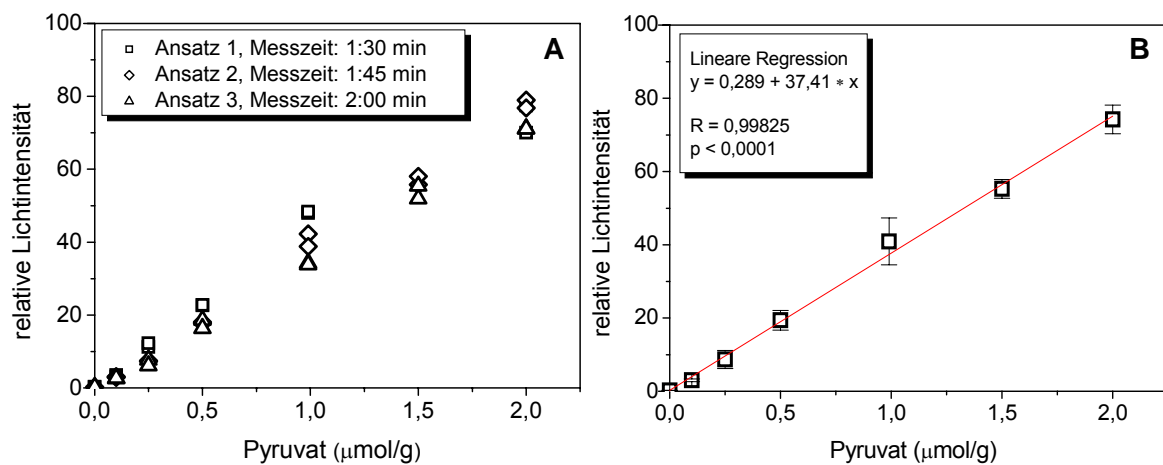 A
Ansatz 1, Messzeit: 1:30 min
Ansatz 2, Messzeit: 1:45 min
Ansatz 3, Messzeit: 2:00 min
100
80
60
40
20
0
relative Lichtintensität
0,0 0,5 1,0 1,5 2,0
Pyruvat (μmol/g)
B
Lineare Regression
y = 0,289 + 37,41 * x
R = 0,99825
p < 0,0001
100
80
60
40
20
0
relative Lichtintensität
0,0 0,5 1,0 1,5 2,0
Pyruvat (μmol/g)